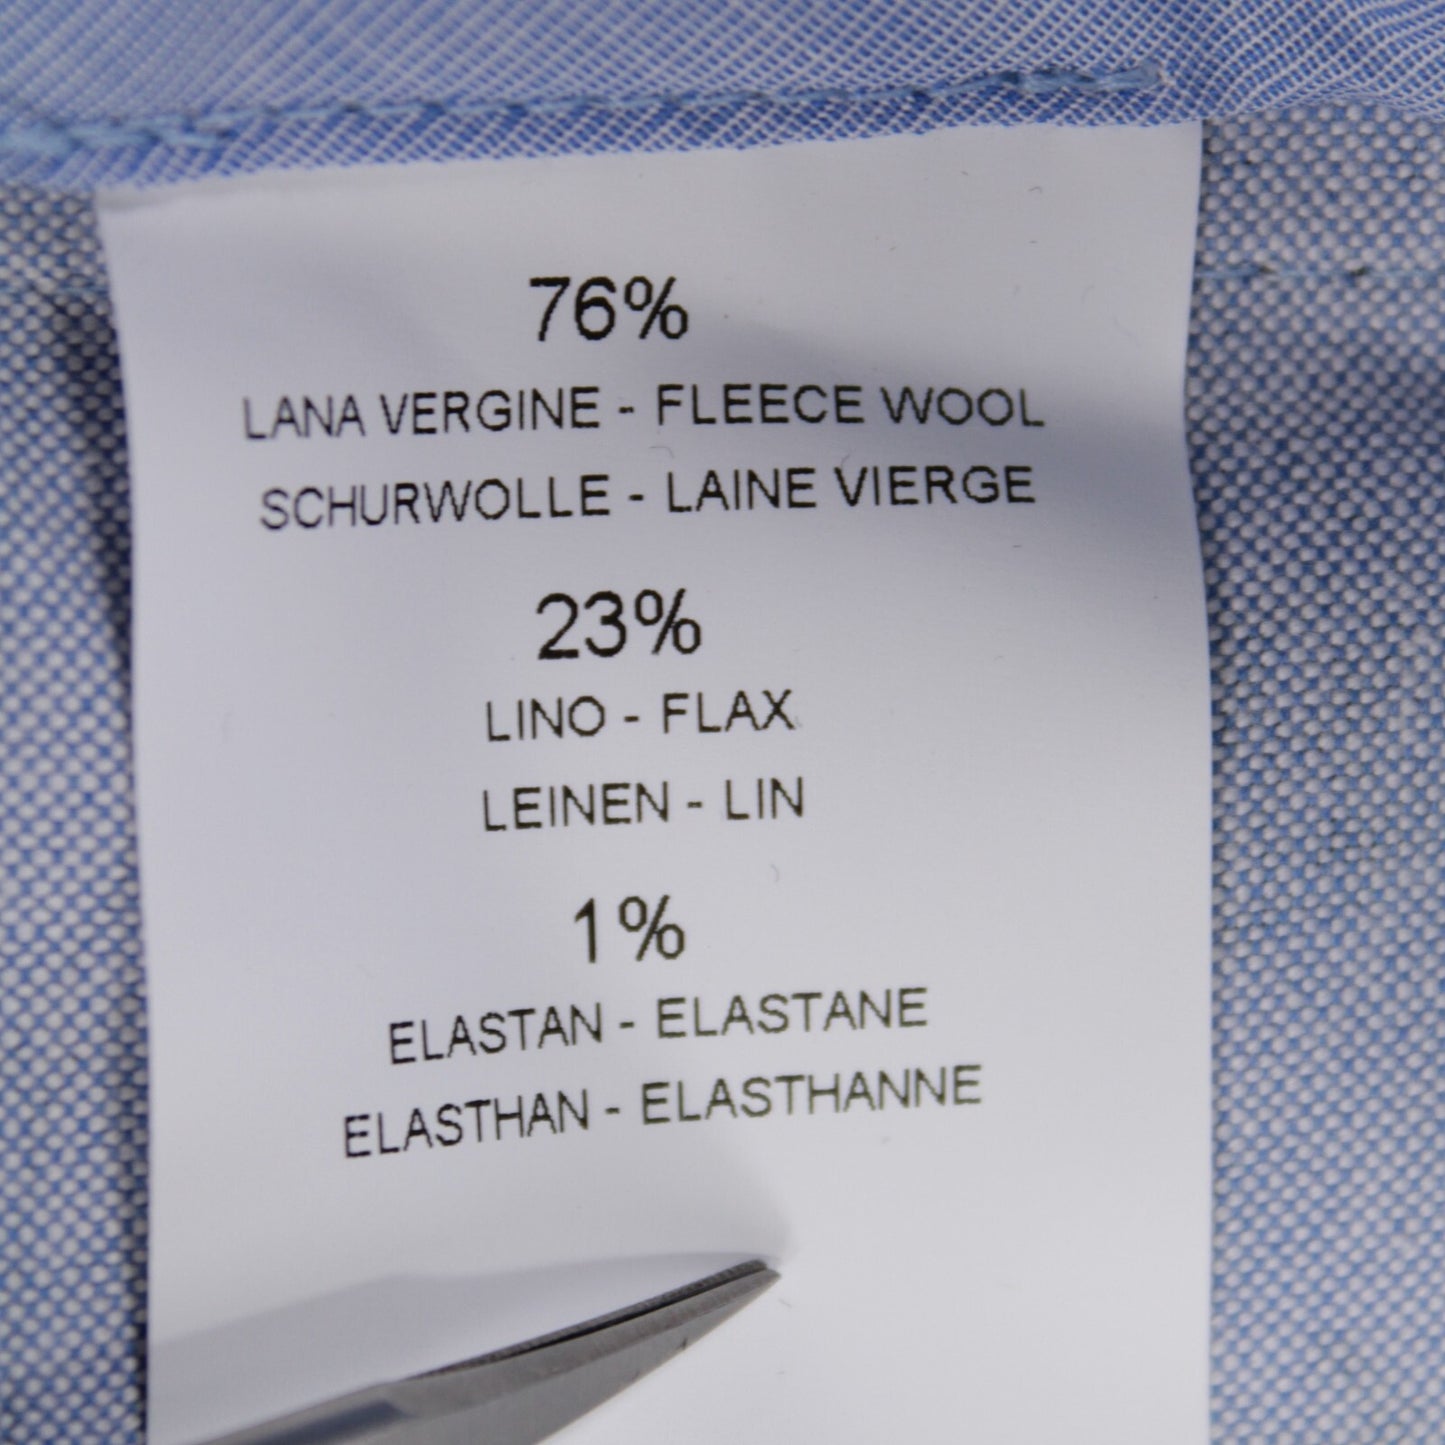 76%
LANA VERGINE - FLEECE WOOL
SCHURWOLLE - LAINE VIERGE
23%
LINO - FLAX
LEINEN - LIN
1%
ELASTAN - ELASTANE
ELASTHAN - ELASTHANNE